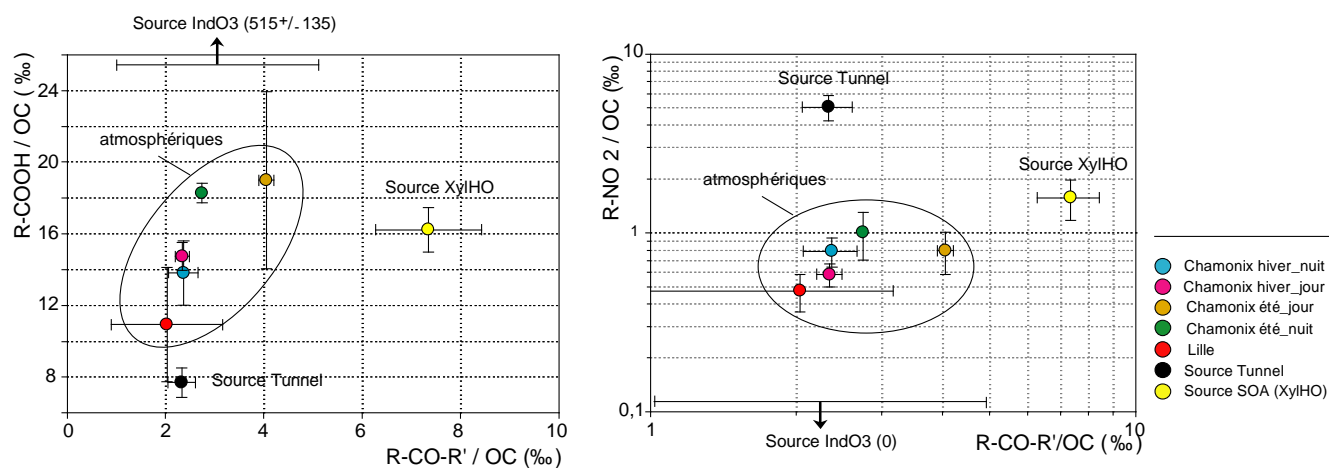 Source IndO3 (515+/-135)
R-COOH / OC (‰)
24
20
16
12
8
atmosphériques
Source XylHO
Source Tunnel
0 2 4 6 8 10
R-CO-R' / OC (‰)
R-NO 2 / OC (‰)
10
1
0,1
Source Tunnel
Source XylHO
atmosphériques
1 10
Source IndO3 (0)
R-CO-R'/OC (‰)
Chamonix hiver_nuit
Chamonix hiver_jour
Chamonix été_jour
Chamonix été_nuit
Lille
Source Tunnel
Source SOA (XylHO)